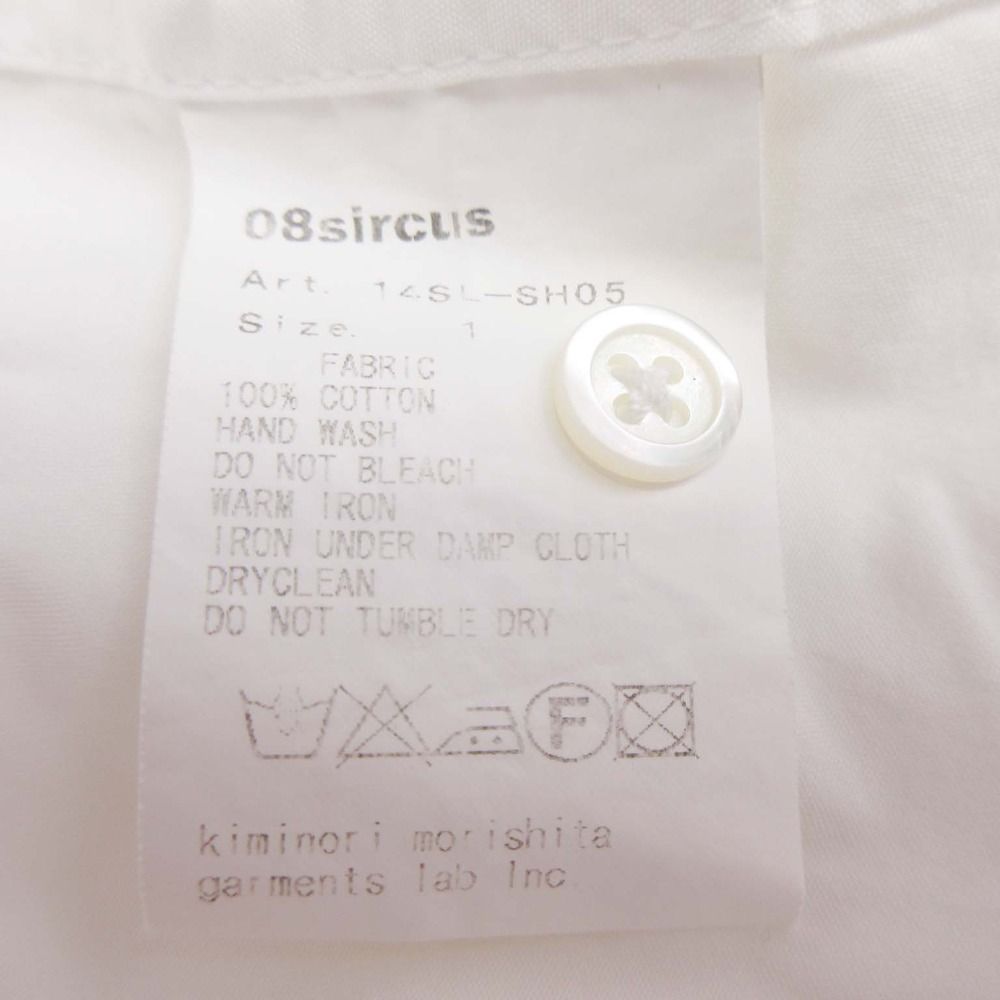 08sircus
Art. 14SL-SH05
Size. 1
FABRIC
100% COTTON
HAND WASH
DO NOT BLEACH
WARM IRON
IRON UNDER DAMP CLOTH
DRYCLEAN
DO NOT TUMBLE DRY
F
kiminori morishita
garments lab Inc.